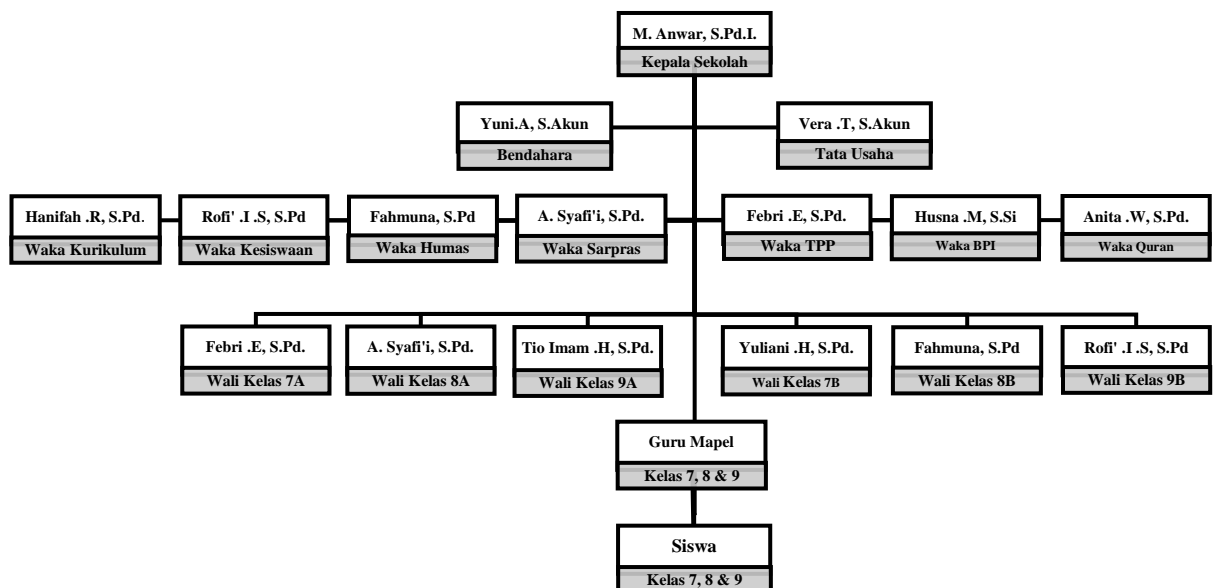 M. Anwar, S.Pd.I.
Kepala Sekolah
Yuni.A, S.Akun
Bendahara
Vera .T, S.Akun
Tata Usaha
Hanifah .R, S.Pd.
Waka Kurikulum
Rofi' .I .S, S.Pd
Waka Kesiswaan
Fahmuna, S.Pd
Waka Humas
A. Syafi'i, S.Pd.
Waka Sarpras
Febri .E, S.Pd.
Waka TPP
Husna .M, S.Si
Waka BPI
Anita .W, S.Pd.
Waka Quran
Febri .E, S.Pd.
Wali Kelas 7A
A. Syafi'i, S.Pd.
Wali Kelas 8A
Tio Imam .H, S.Pd.
Wali Kelas 9A
Yuliani .H, S.Pd.
Wali Kelas 7B
Fahmuna, S.Pd
Wali Kelas 8B
Rofi' .I .S, S.Pd
Wali Kelas 9B
Guru Mapel
Kelas 7, 8 & 9
Siswa
Kelas 7, 8 & 9